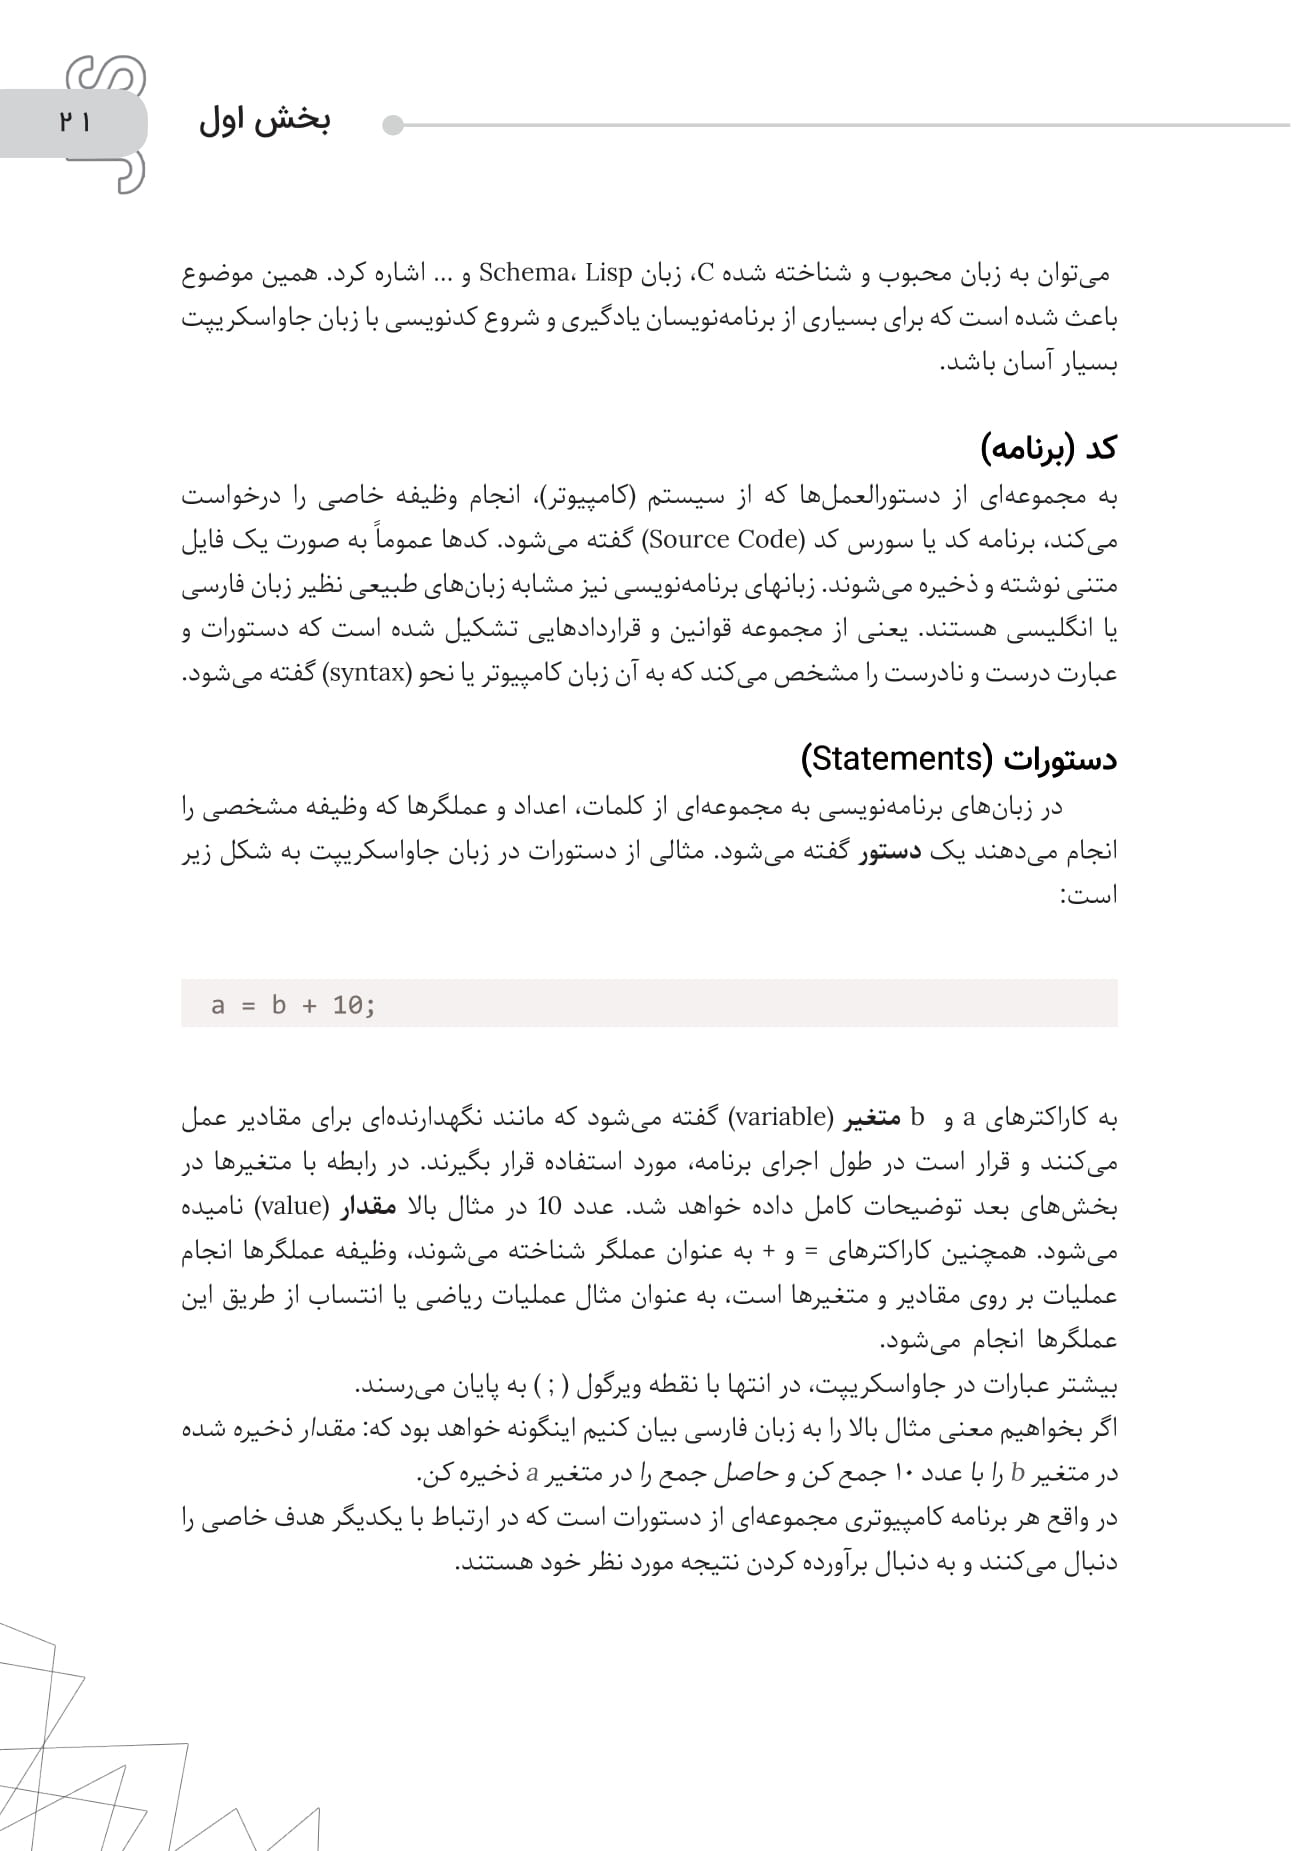 بخش اول
۲۱
JS
می‌توان به زبان محبوب و شناخته شده C، زبان Schema، Lisp و ... اشاره کرد. همین موضوع
باعث شده است که برای بسیاری از برنامه‌نویسان یادگیری و شروع کدنویسی با زبان جاواسکریپت
بسیار آسان باشد.
کد (برنامه)
به مجموعه‌ای از دستورالعمل‌ها که از سیستم (کامپیوتر)، انجام وظیفه خاصی را درخواست
می‌کند، برنامه کد یا سورس کد (Source Code) گفته می‌شود. کدها عموماً به صورت یک فایل
متنی نوشته و ذخیره می‌شوند. زبانهای برنامه‌نویسی نیز مشابه زبان‌های طبیعی نظیر زبان فارسی
یا انگلیسی هستند. یعنی از مجموعه قوانین و قراردادهایی تشکیل شده است که دستورات و
عبارت درست و نادرست را مشخص می‌کند که به آن زبان کامپیوتر یا نحو (syntax) گفته می‌شود.
دستورات (Statements)
در زبان‌های برنامه‌نویسی به مجموعه‌ای از کلمات، اعداد و عملگرها که وظیفه مشخصی را
انجام می‌دهند یک دستور گفته می‌شود. مثالی از دستورات در زبان جاواسکریپت به شکل زیر
است:
a = b + 10;
به کاراکترهای a و b متغیر (variable) گفته می‌شود که مانند نگهدارنده‌ای برای مقادیر عمل
می‌کنند و قرار است در طول اجرای برنامه، مورد استفاده قرار بگیرند. در رابطه با متغیرها در
بخش‌های بعد توضیحات کامل داده خواهد شد. عدد 10 در مثال بالا مقدار (value) نامیده
می‌شود. همچنین کاراکترهای = و + به عنوان عملگر شناخته می‌شوند، وظیفه عملگرها انجام
عملیات بر روی مقادیر و متغیرها است، به عنوان مثال عملیات ریاضی یا انتساب از طریق این
عملگرها انجام می‌شود.
بیشتر عبارات در جاواسکریپت، در انتها با نقطه ویرگول ( ; ) به پایان می‌رسند.
اگر بخواهیم معنی مثال بالا را به زبان فارسی بیان کنیم اینگونه خواهد بود که: مقدار ذخیره شده
در متغیر b را با عدد ۱۰ جمع کن و حاصل جمع را در متغیر a ذخیره کن.
در واقع هر برنامه کامپیوتری مجموعه‌ای از دستورات است که در ارتباط با یکدیگر هدف خاصی را
دنبال می‌کنند و به دنبال برآورده کردن نتیجه مورد نظر خود هستند.